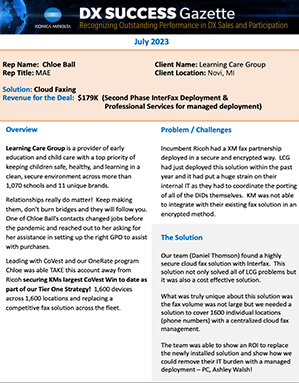 KONICA MINOLTA
DX SUCCESS Gazette
Recognizing Outstanding Performance in DX Sales and Participation
July 2023
Rep Name: Chloe Ball
Rep Title: MAE
Client Name: Learning Care Group
Client Location: Novi, MI
Solution: Cloud Faxing
Revenue for the Deal: $179K (Second Phase InterFax Deployment &
Professional Services for managed deployment)
Overview
Learning Care Group is a provider of early
education and child care with a top priority of
keeping children safe, healthy, and learning in a
clean, secure environment across more than
1,070 schools and 11 unique brands.
Relationships really do matter! Keep making
them, don't burn bridges and they will follow you.
One of Chloe Ball's contacts changed jobs before
the pandemic and reached out to her asking for
her assistance in setting up the right GPO to assist
with purchases.
Leading with CoVest and our OneRate program
Chloe was able TAKE this account away from
Ricoh securing KMs largest CoVest Win to date as
part of our Tier One Strategy! 1,600 devices
across 1,600 locations and replacing a
competitive fax solution across the fleet.
Problem / Challenges
Incumbent Ricoh had a XM fax partnership
deployed in a secure and encrypted way. LCG
had just deployed this solution within the past
year and it had put a huge strain on their
internal IT as they had to coordinate the porting
of all of the DIDs themselves. KM was not able
to integrate with their existing fax solution in an
encrypted method.
The Solution
Our team (Daniel Thomson) found a highly
secure cloud fax solution with Interfax. This
solution not only solved all of LCG problems but
it was also a cost effective solution.
What was truly unique about this solution was
the fax volume was not large but we needed a
solution to cover 1600 individual locations
(phone numbers) with a centralized cloud fax
management.
The team was able to show an ROI to replace
the newly installed solution and show how we
could remove their IT burden with a managed
deployment – PC, Ashley Walsh!